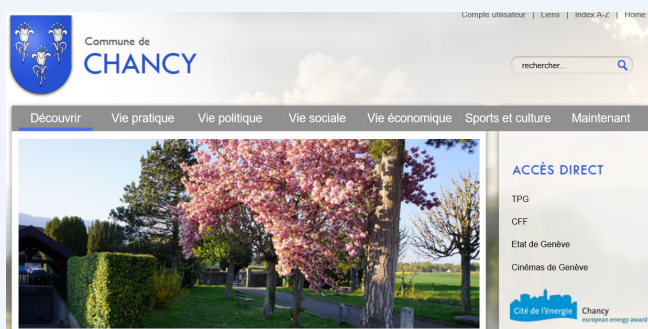 Compte utilisateur | Liens | Index A-Z | Home
Commune de
CHANCY
rechercher...
Découvrir Vie pratique Vie politique Vie sociale Vie économique Sports et culture Maintenant
ACCÈS DIRECT
TPG
CFF
Etat de Genève
Cinémas de Genève
Cité de l'énergie Chancy
european energy award